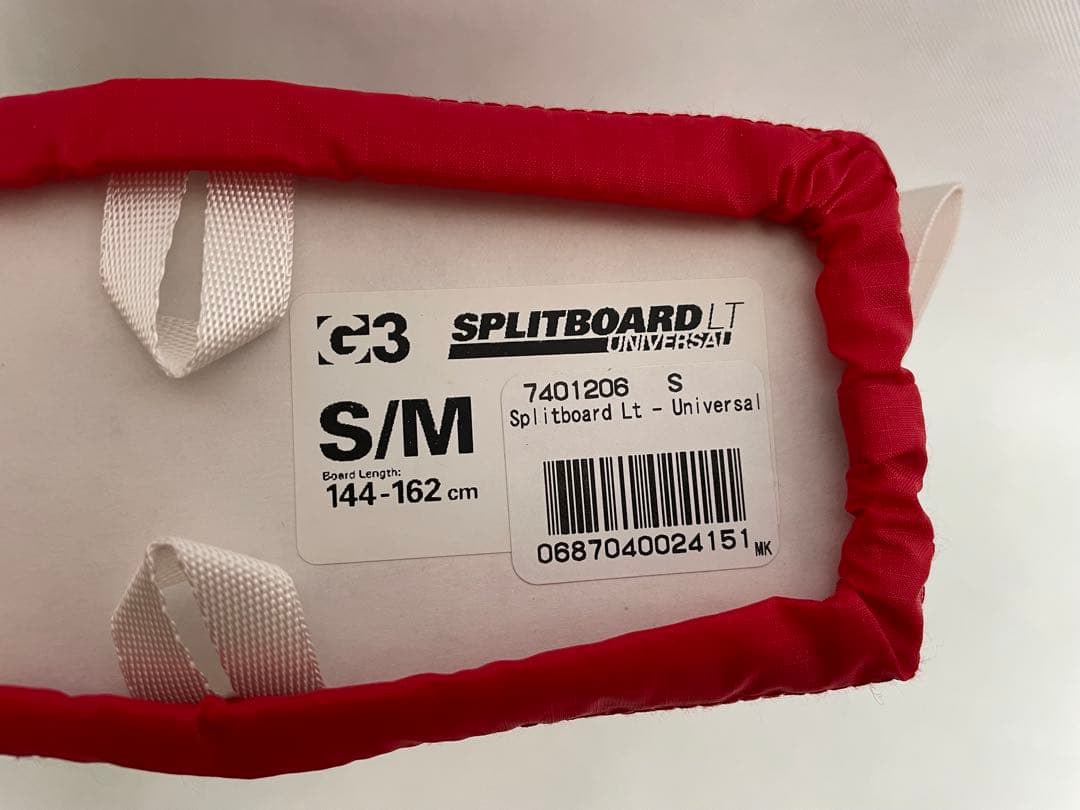 G3
SPLITBOARD LT
UNIVERSAL
S/M
Board Length:
144-162 cm
7401206 S
Splitboard Lt - Universal
0687040024151 MK